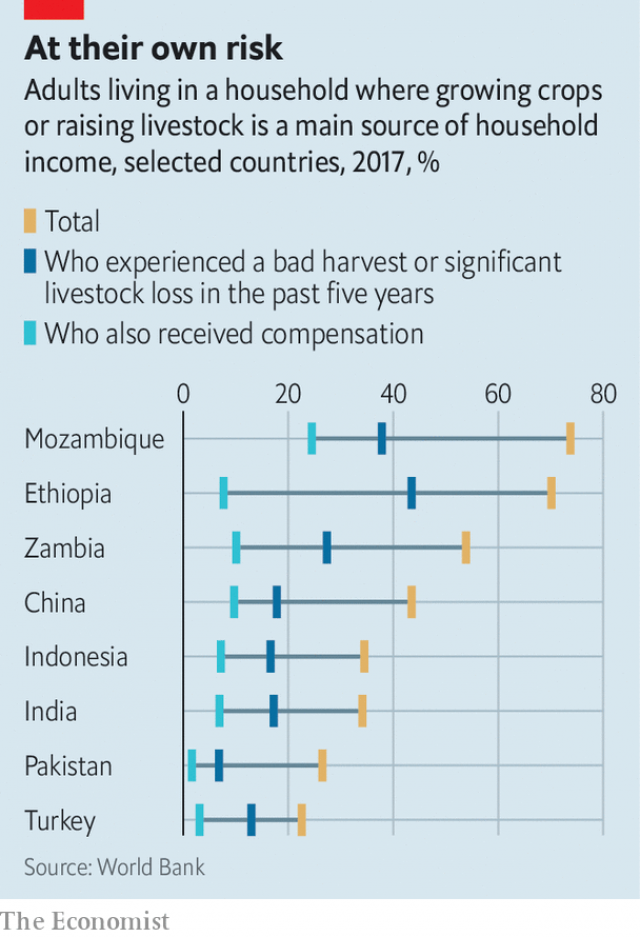 At their own risk
Adults living in a household where growing crops
or raising livestock is a main source of household
income, selected countries, 2017, %
Total
Who experienced a bad harvest or significant
livestock loss in the past five years
Who also received compensation
0 20 40 60 80
Mozambique
Ethiopia
Zambia
China
Indonesia
India
Pakistan
Turkey
Source: World Bank
The Economist